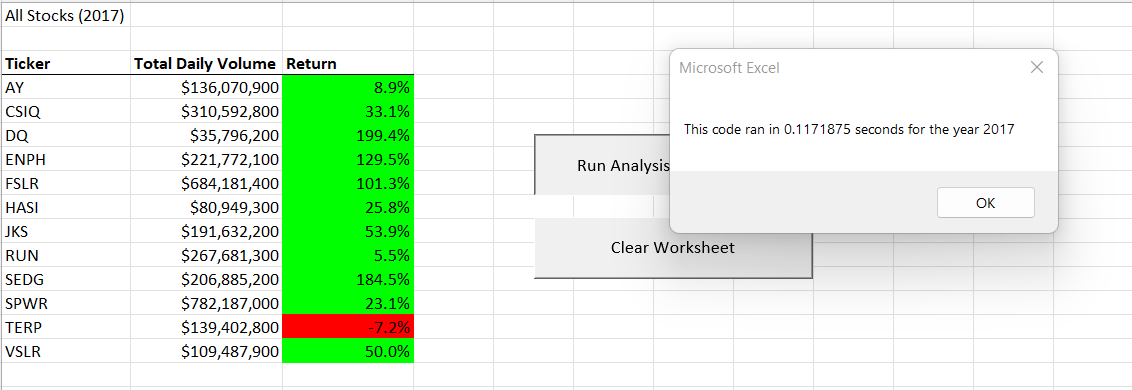 All Stocks (2017)
Ticker Total Daily Volume Return
AY $136,070,900 8.9%
CSIQ $310,592,800 33.1%
DQ $35,796,200 199.4%
ENPH $221,772,100 129.5%
FSLR $684,181,400 101.3%
HASI $80,949,300 25.8%
JKS $191,632,200 53.9%
RUN $267,681,300 5.5%
SEDG $206,885,200 184.5%
SPWR $782,187,000 23.1%
TERP $139,402,800 -7.2%
VSLR $109,487,900 50.0%
Run Analysis
Clear Worksheet
Microsoft Excel
This code ran in 0.1171875 seconds for the year 2017
OK